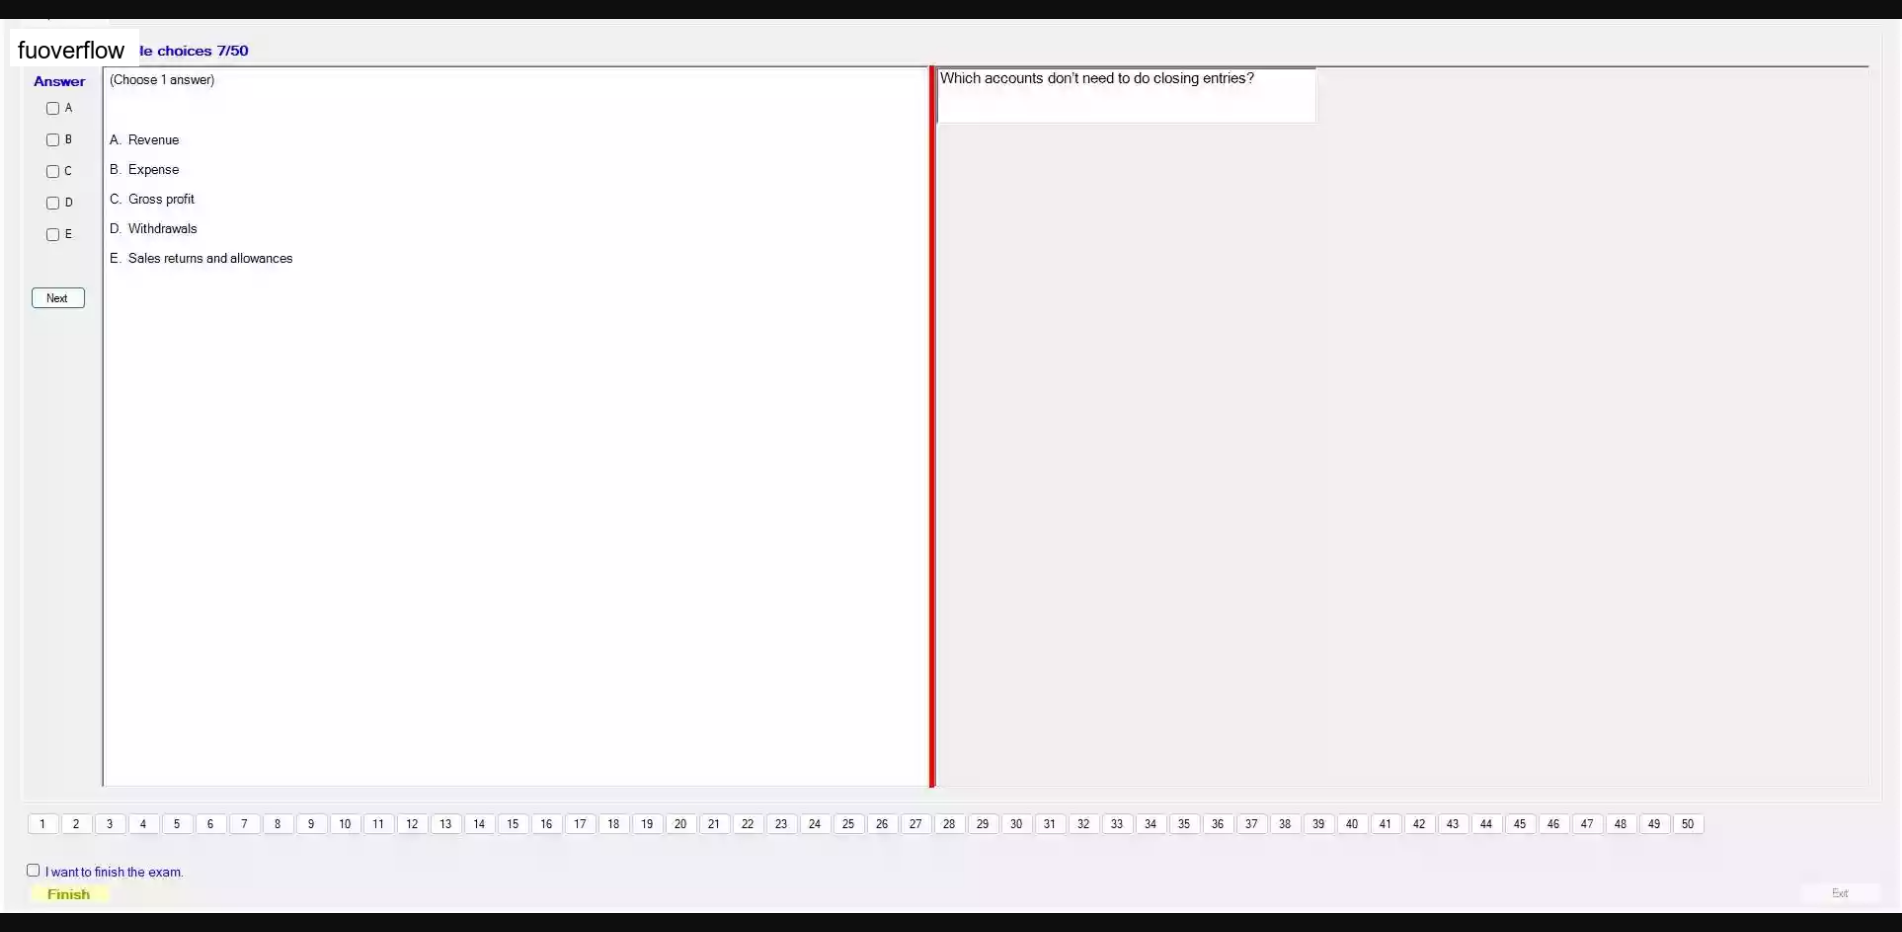 fuoverflow
le choices 7/50
Answer
(Choose 1 answer)
Which accounts don't need to do closing entries?
A
B
C
D
E
A. Revenue
B. Expense
C. Gross profit
D. Withdrawals
E. Sales returns and allowances
Next
1 2 3 4 5 6 7 8 9 10 11 12 13 14 15 16 17 18 19 20 21 22 23 24 25 26 27 28 29 30 31 32 33 34 35 36 37 38 39 40 41 42 43 44 45 46 47 48 49 50
I want to finish the exam.
Finish
Exit